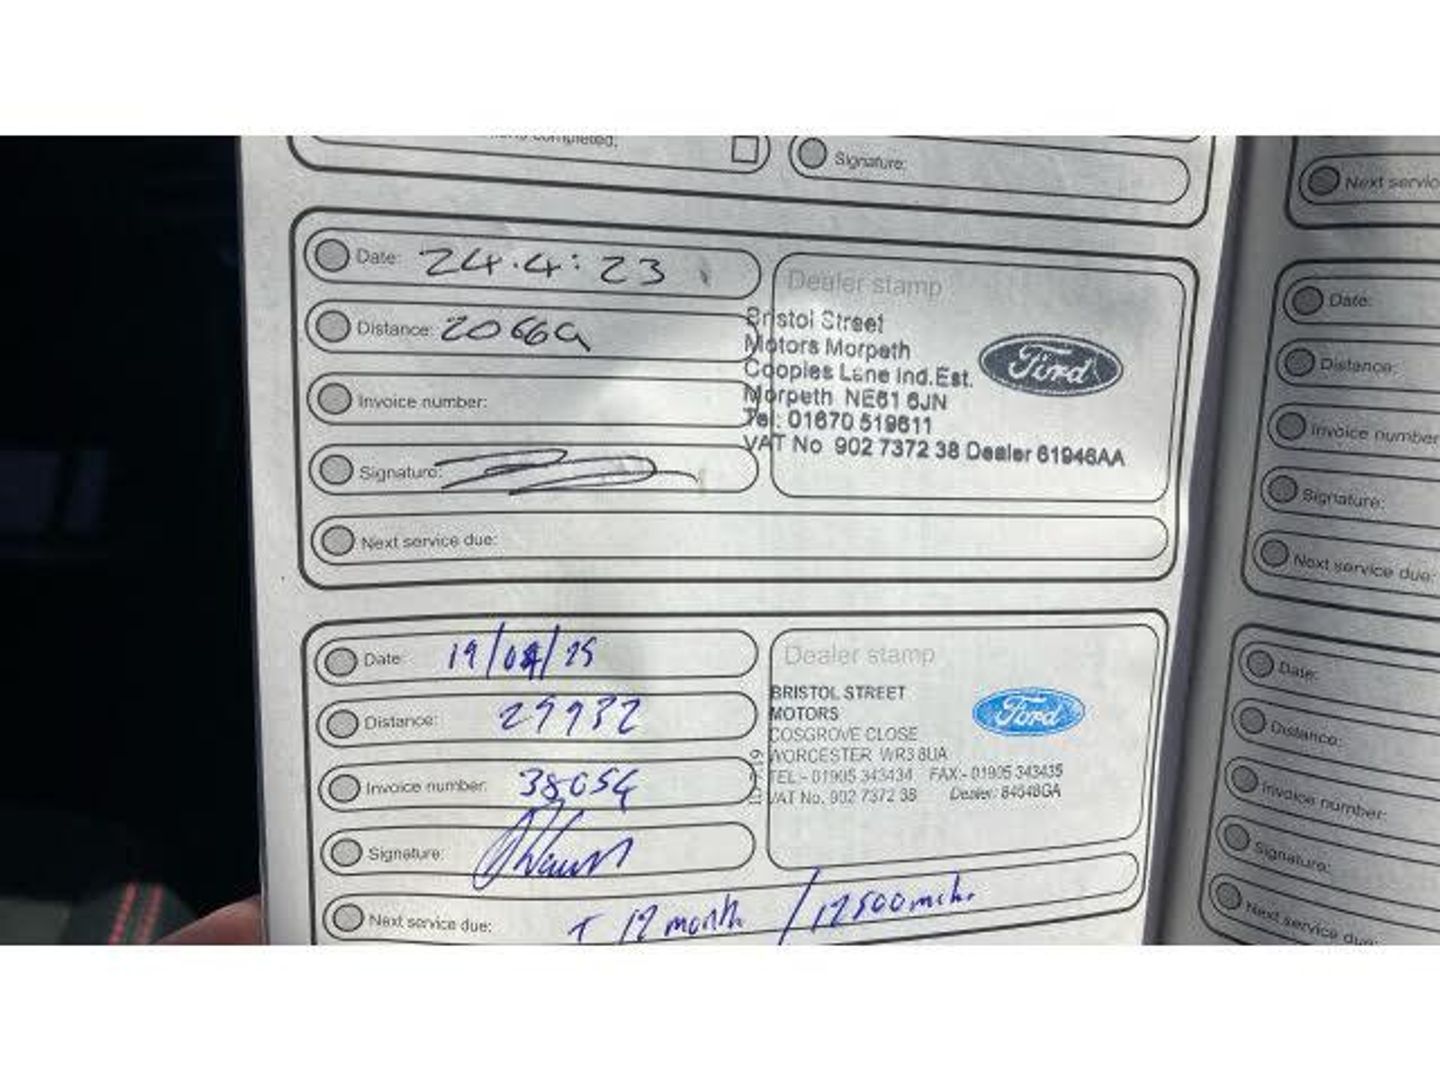 completed;
Signature:
Date: 24.4:23
Distance: 20669
Invoice number:
Signature:
Next service due:
Dealer stamp
Bristol Street
Motors Morpeth
Coopies Lane Ind.Est.
Morpeth NE61 6JN
Tel. 01670 519611
VAT No 902 7372 38 Dealer 61946AA
Ford
Date: 19/04/25
Distance: 29932
Invoice number: 38054
Signature:
Next service due: + 12 month / 12500 mile.
Dealer stamp
BRISTOL STREET
MOTORS
COSGROVE CLOSE
WORCESTER WR3 8UA
TEL:- 01905 343434 FAX:- 01905 343435
VAT No. 902 7372 38 Dealer: 84548GA
Ford
Next servic
Date:
Distance:
Invoice number
Signature:
Next service due:
Date:
Distance:
Invoice number:
Signature:
Next service due: